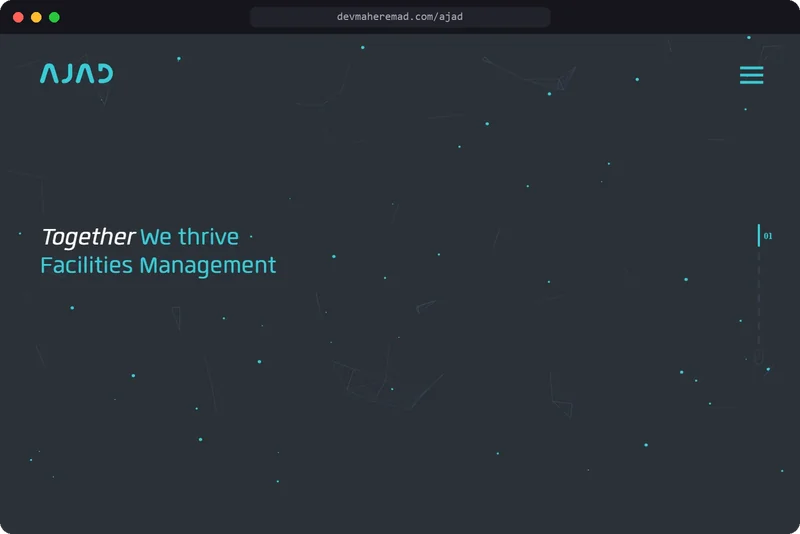 devmaheremad.com/ajad
AJAD
Together We thrive
Facilities Management
01